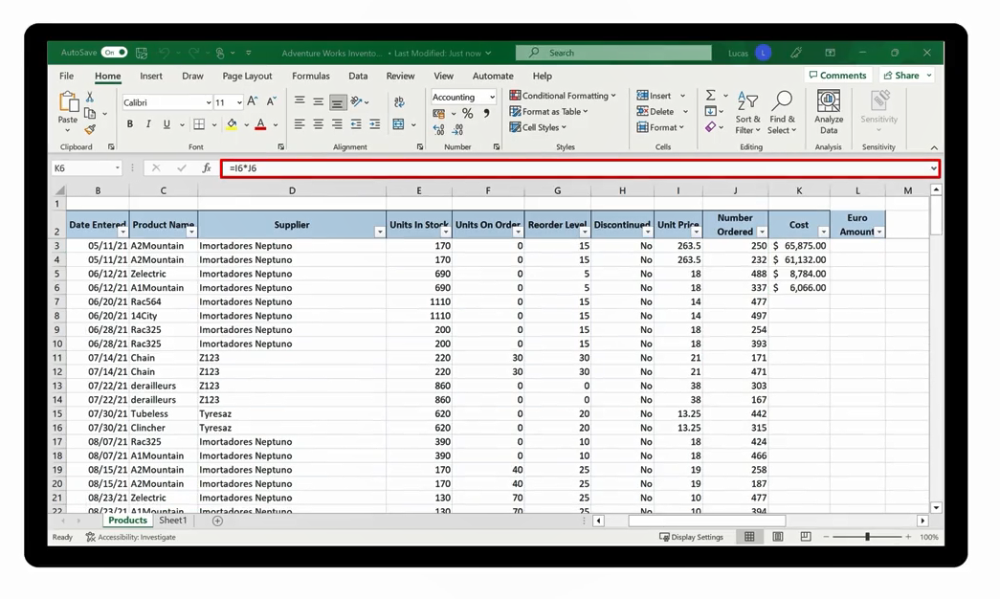 AutoSave On Adventure Works Invento... • Last Modified: Just now Search Lucas L
File Home Insert Draw Page Layout Formulas Data Review View Automate Help Comments Share
Paste Calibri 11 A A ab Accounting Conditional Formatting Insert Σ Sort & Filter Find & Select Analyze Data Sensitivity
B I U A % , Format as Table Delete
Cell Styles Format
Clipboard Font Alignment Number Styles Cells Editing Analysis Sensitivity
K6 fx =I6*J6
B C D E F G H I J K L M
1
2 Date Entered Product Name Supplier Units In Stock Units On Order Reorder Level Discontinued Unit Price Number Ordered Cost Euro Amount
3 05/11/21 A2Mountain Imortadores Neptuno 170 0 15 No 263.5 250 $ 65,875.00
4 05/11/21 A2Mountain Imortadores Neptuno 170 0 15 No 263.5 232 $ 61,132.00
5 06/12/21 Zelectric Imortadores Neptuno 690 0 5 No 18 488 $ 8,784.00
6 06/12/21 A1Mountain Imortadores Neptuno 690 0 5 No 18 337 $ 6,066.00
7 06/20/21 Rac564 Imortadores Neptuno 1110 0 15 No 14 477
8 06/20/21 14City Imortadores Neptuno 1110 0 15 No 14 497
9 06/28/21 Rac325 Imortadores Neptuno 200 0 15 No 18 254
10 06/28/21 Rac325 Imortadores Neptuno 200 0 15 No 18 393
11 07/14/21 Chain Z123 220 30 30 No 21 171
12 07/14/21 Chain Z123 220 30 30 No 21 471
13 07/22/21 derailleurs Z123 860 0 0 No 38 303
14 07/22/21 derailleurs Z123 860 0 0 No 38 167
15 07/30/21 Tubeless Tyresaz 620 0 20 No 13.25 442
16 07/30/21 Clincher Tyresaz 620 0 20 No 13.25 315
17 08/07/21 Rac325 Imortadores Neptuno 390 0 10 No 18 424
18 08/07/21 A1Mountain Imortadores Neptuno 390 0 10 No 18 466
19 08/15/21 A2Mountain Imortadores Neptuno 170 40 25 No 19 258
20 08/15/21 A2Mountain Imortadores Neptuno 170 40 25 No 19 187
21 08/23/21 Zelectric Imortadores Neptuno 130 70 25 No 10 477
22 08/23/21 A1Mountain Imortadores Neptuno 130 70 25 No 10 394
Products Sheet1
Ready Accessibility: Investigate Display Settings 100%